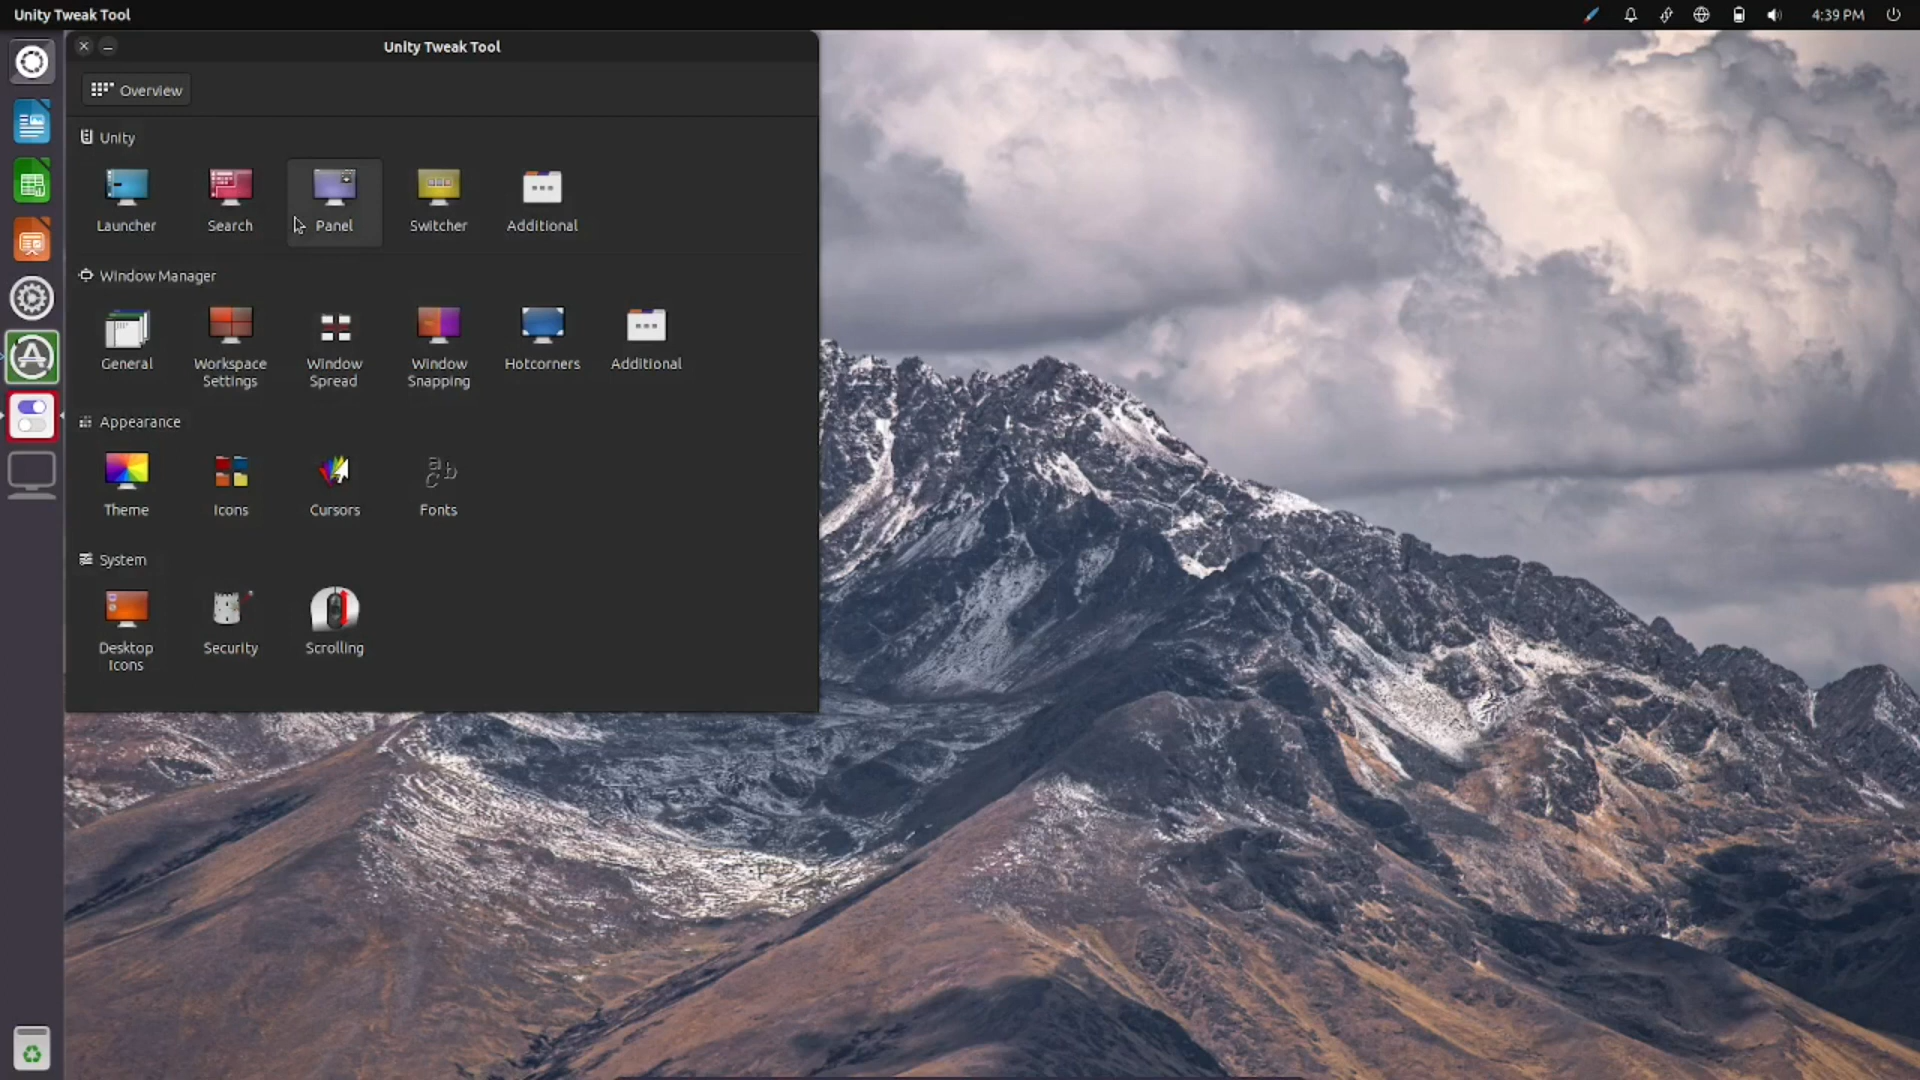 Unity Tweak Tool
4:39 PM
Unity Tweak Tool
Overview
Unity
Launcher
Search
Panel
Switcher
Additional
Window Manager
General
Workspace
Settings
Window
Spread
Window
Snapping
Hotcorners
Additional
Appearance
Theme
Icons
Cursors
a
b
c
Fonts
System
Desktop
Icons
Security
Scrolling